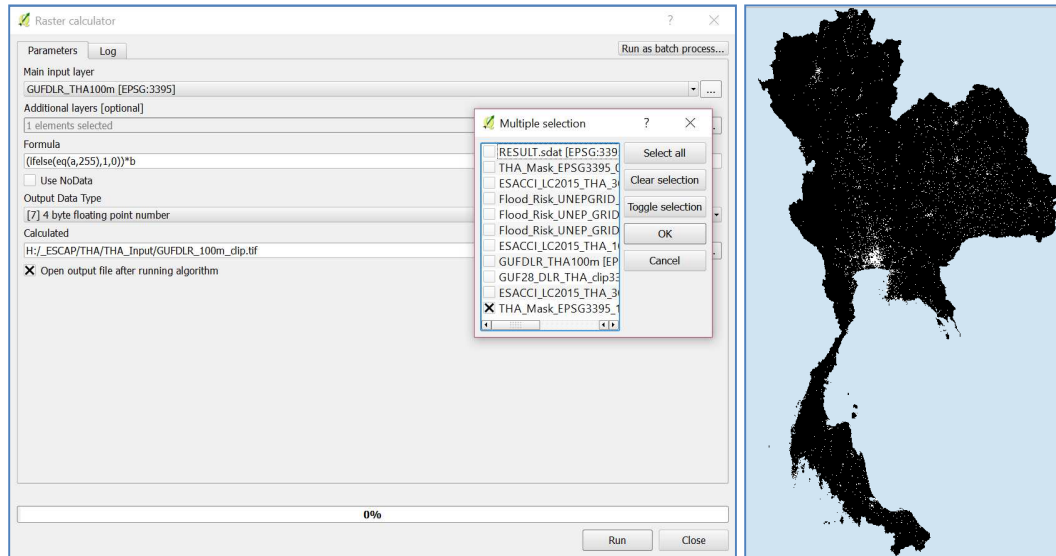 Raster calculator
Parameters
Log
Run as batch process...
Main input layer
GUFDLR_THA100m [EPSG:3395]
...
Additional layers [optional]
1 elements selected
Formula
(ifelse(eq(a,255),1,0))*b
Use NoData
Output Data Type
[7] 4 byte floating point number
Calculated
H:/_ESCAP/THA/THA_Input/GUFDLR_100m_clip.tif
Open output file after running algorithm
0%
Run
Close
Multiple selection
RESULT.sdat [EPSG:339
THA_Mask_EPSG3395_
ESACCI_LC2015_THA_3
Flood_Risk_UNEPGRID_
Flood_Risk_UNEP_GRID
Flood_Risk_UNEP_GRID
ESACCI_LC2015_THA_1
GUFDLR_THA100m [EP
GUF28_DLR_THA_clip33
ESACCI_LC2015_THA_3
THA_Mask_EPSG3395_1
Select all
Clear selection
Toggle selection
OK
Cancel